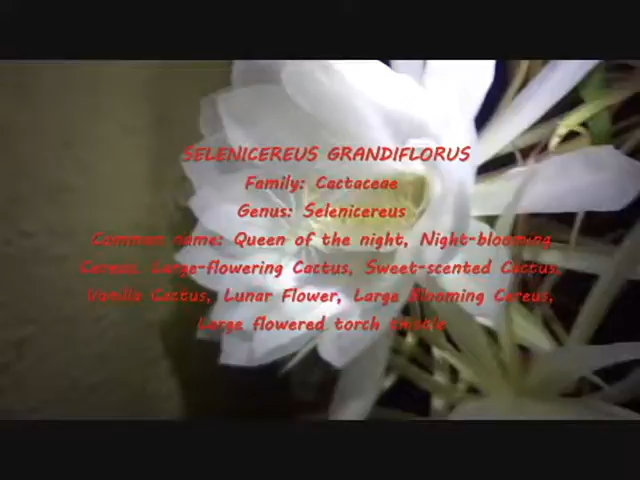 SELENICEREUS GRANDIFLORUS
Family: Cactaceae
Genus: Selenicereus
Common name: Queen of the night, Night-blooming
Cereus, Large-flowering Cactus, Sweet-scented Cactus,
Vanilla Cactus, Lunar Flower, Large Blooming Cereus,
Large flowered torch